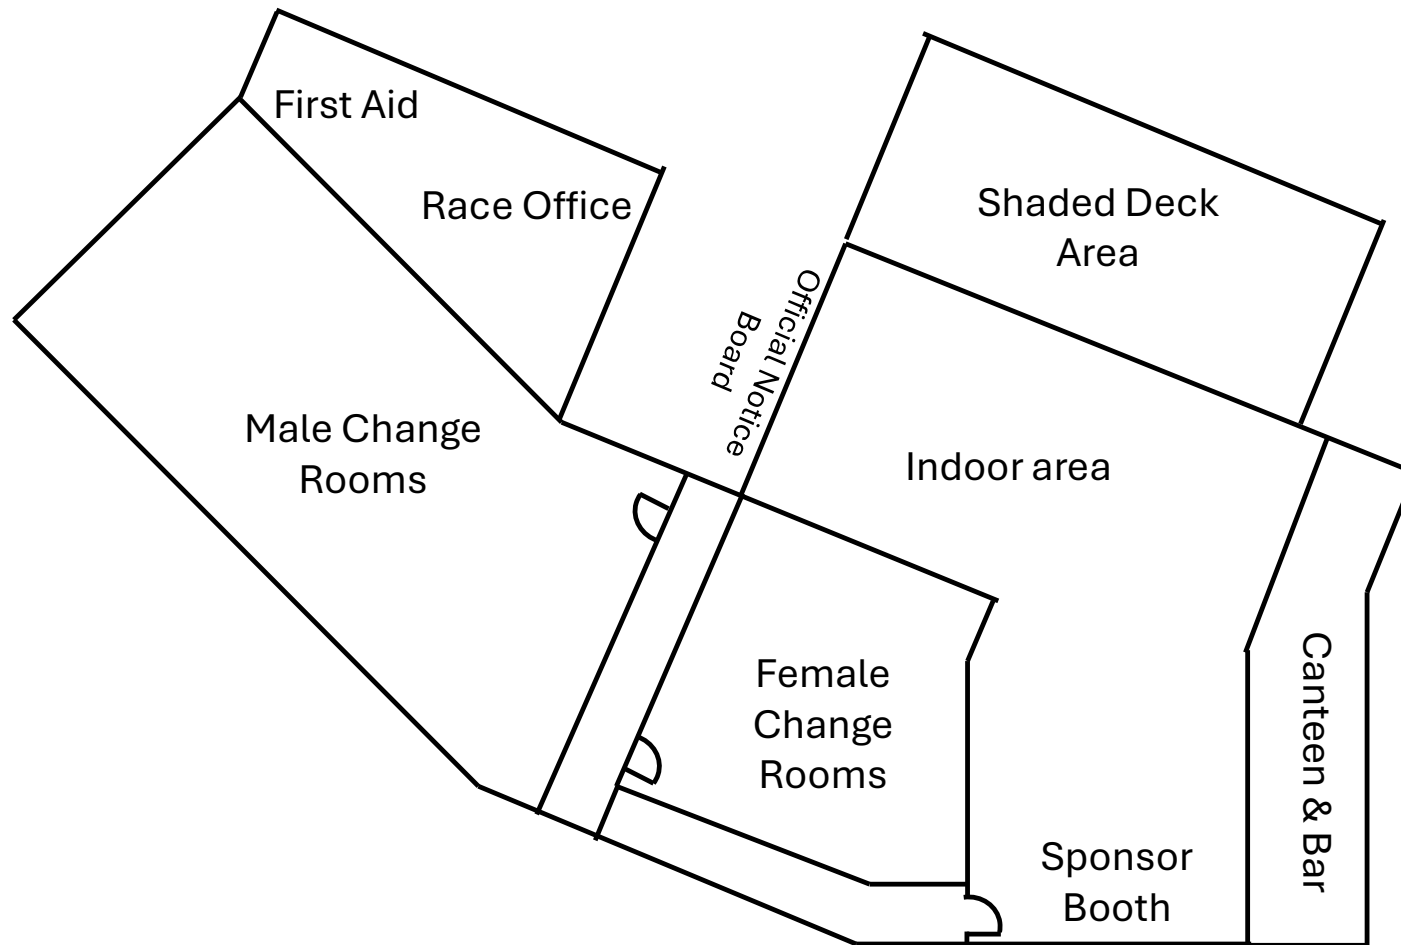 First Aid
Race Office
Shaded Deck
Area
Official Notice
Board
Male Change
Rooms
Indoor area
Female
Change
Rooms
Canteen & Bar
Sponsor
Booth